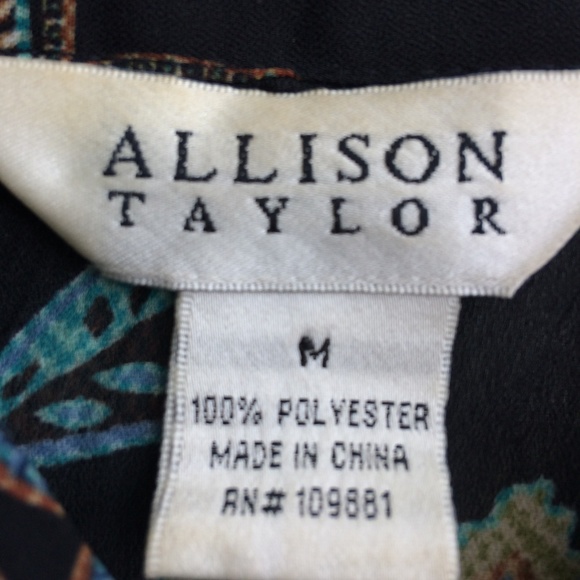 ALLISON
TAYLOR
M
100% POLYESTER
MADE IN CHINA
RN# 109881